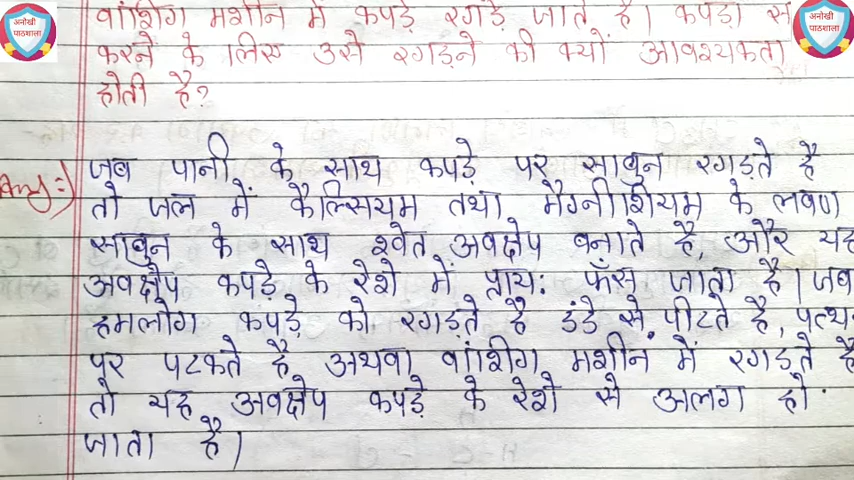 अनोखी
पाठशाला
अनोखी
पाठशाला
वाशिंग मशीन में कपड़े रगड़े जाते हैं। कपड़ा
करने के लिए उसे रगड़ने की क्यों आवश्यकता
होती है?
Ans:) जब पानी के साथ कपड़े पर साबुन रगड़ते है
तो जल में कैल्सियम तथा मैग्नीशियम के लवण
साबुन के साथ श्वेत अवक्षेप बनाते है, और यह
अवक्षेप कपड़े के रेशे में प्राय: फँस जाता है। जब
हमलोग कपड़े को रगड़ते है डंडे से पीटते है, पत्थ
पर पटकते है अथवा वाशिंग मशीन में रगड़ते है
तो यह अवक्षेप कपड़े के रेशे से अलग हो
जाता है।